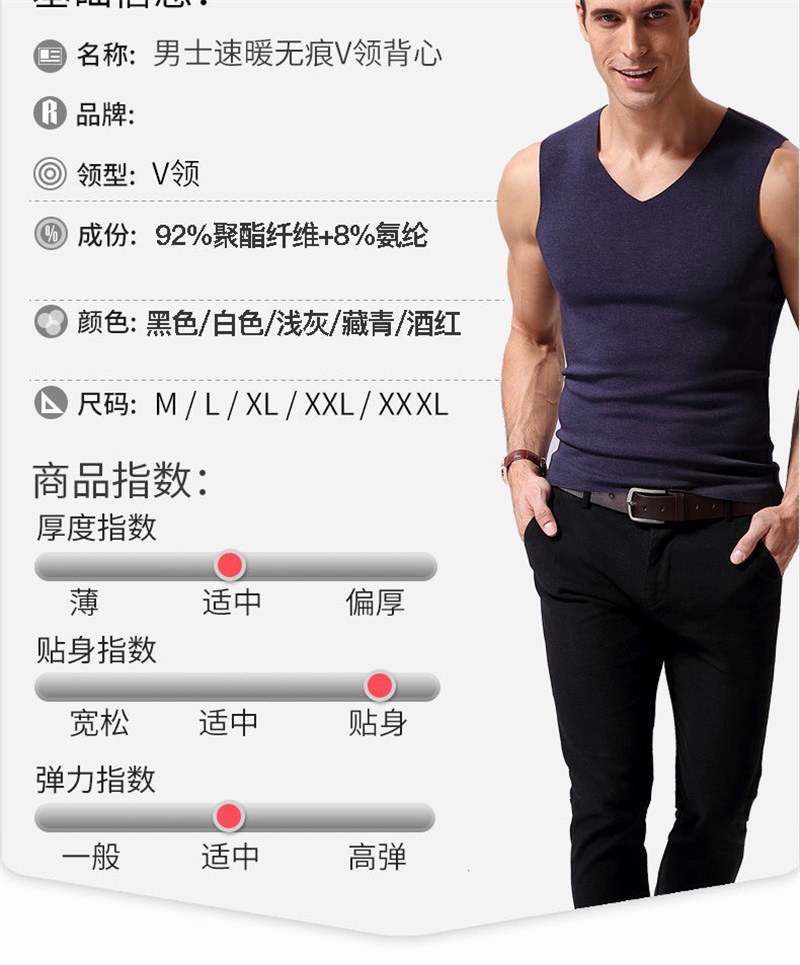 基础信息：
名称： 男士速暖无痕V领背心
品牌：
领型： V领
% 成份： 92%聚酯纤维+8%氨纶
颜色： 黑色/白色/浅灰/藏青/酒红
尺码： M / L / XL / XXL / XXXL
商品指数：
厚度指数
薄 适中 偏厚
贴身指数
宽松 适中 贴身
弹力指数
一般 适中 高弹